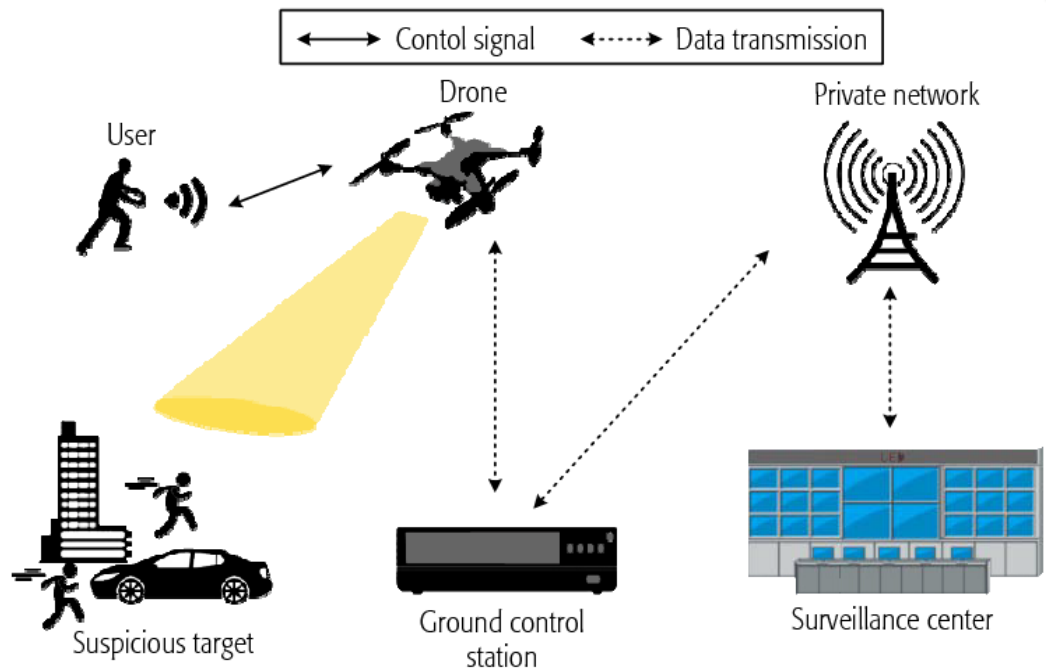 Contol signal
Data transmission
Drone
Private network
User
Suspicious target
Ground control
station
Surveillance center